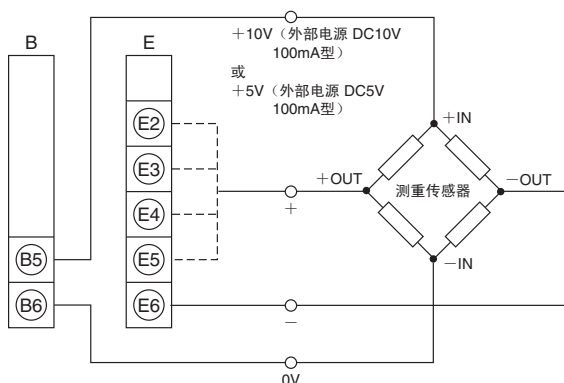 B
E
+10V(外部电源 DC10V
100mA型)
或
+5V(外部电源 DC5V
100mA型)
E2
E3
E4
E5
E6
B5
B6
+IN
+OUT
-OUT
测重传感器
+
-IN
-
0V